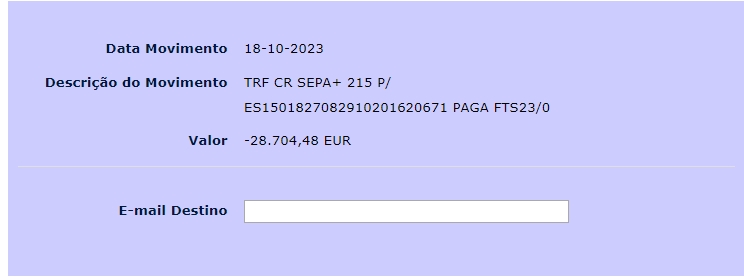 Data Movimento 18-10-2023
Descrição do Movimento TRF CR SEPA+ 215 P/
ES1501827082910201620671 PAGA FTS23/0
Valor -28.704,48 EUR
E-mail Destino